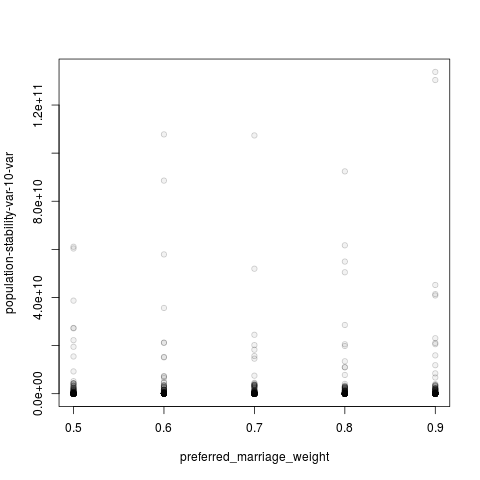 population-stability-var-10-var
1.2e+11
8.0e+10
4.0e+10
0.0e+00
0.5 0.6 0.7 0.8 0.9
preferred_marriage_weight